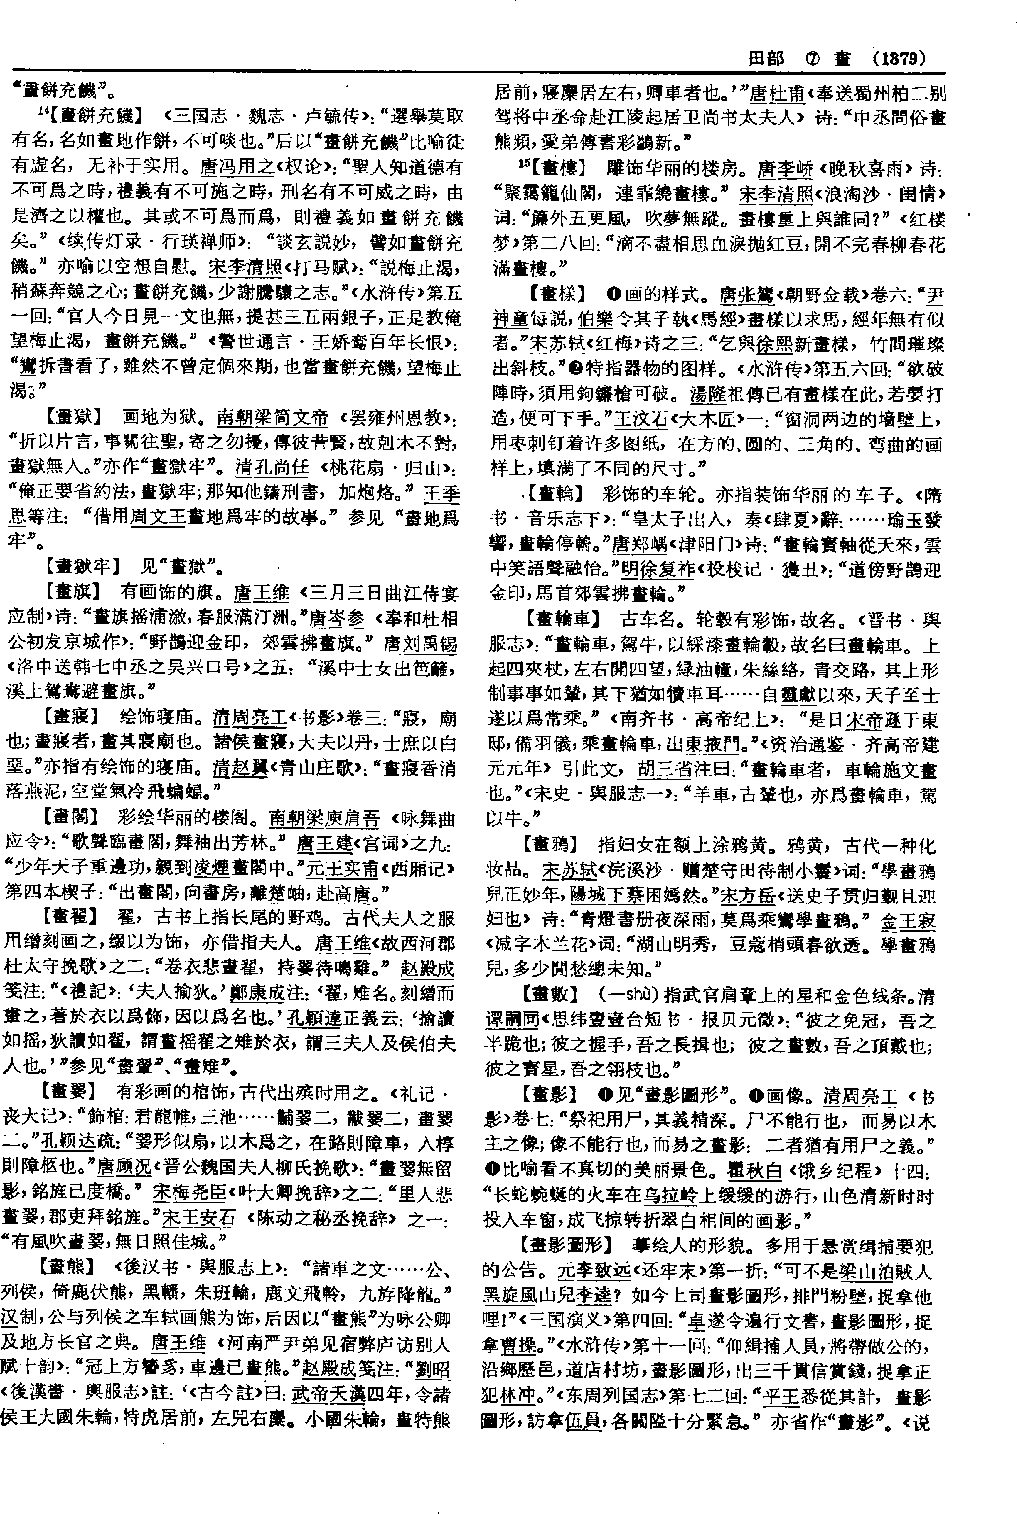 田部 ⑦ 畫 （1379）
“畫餅充饑”。
14【畫餅充饑】 《三国志·魏志·卢毓传》：“選舉莫取
有名，名如畫地作餅，不可啖也。”后以“畫餅充饑”比喻徒
有虚名，无补于实用。唐冯用之《权论》：“聖人知道德有
不可爲之時，禮義有不可施之時，刑名有不可威之時，由
是濟之以權也。其或不可爲而爲，則禮義如畫餅充饑
矣。”《续传灯录·行瑛禅师》：“談玄説妙，譬如畫餅充
饑。”亦喻以空想自慰。宋李清照《打马赋》：“説梅止渴，
稍蘇奔競之心；畫餅充饑，少謝騰驤之志。”《水浒传》第五
一回：“官人今日見一文也無，提甚三五兩銀子，正是教俺
望梅止渴，畫餅充饑。”《警世通言·王娇鸾百年长恨》：
“鸞拆書看了，雖然不曾定個來期，也當畫餅充饑，望梅止
渴。”
【畫獄】 画地为狱。南朝梁简文帝《罢雍州恩教》：
“折以片言，事關往聖，寄之勿擾，傳彼昔賢，故刻木不對，
畫獄無人。”亦作“畫獄牢”。清孔尚任《桃花扇·归山》：
“俺正要省約法，畫獄牢；那知他鑄刑書，加炮烙。”王季
思等注：“借用周文王畫地爲牢的故事。”参见“畫地爲
牢”。
【畫獄牢】 见“畫獄”。
【畫旗】 有画饰的旗。唐王维《三月三日曲江侍宴
应制》诗：“畫旗摇浦溆，春服滿汀洲。”唐岑参《奉和杜相
公初发京城作》：“野鵲迎金印，郊雲拂畫旗。”唐刘禹锡
《洛中送韩七中丞之吴兴口号》之五：“溪中士女出笆籬，
溪上鴛鴦避畫旗。”
【畫寢】 绘饰寝庙。清周亮工《书影》卷三：“寢，廟
也；畫寢者，畫其寢廟也。諸侯畫寢，大夫以丹，士庶以白
堊。”亦指有绘饰的寝庙。清赵翼《青山庄歌》：“畫寢香消
落燕泥，空堂氣冷飛蝙蝠。”
【畫閣】 彩绘华丽的楼阁。南朝梁庾肩吾《咏舞曲
应令》：“歌聲臨畫閣，舞袖出芳林。”唐王建《宫词》之九：
“少年天子重邊功，親到凌煙畫閣中。”元王实甫《西厢记》
第四本楔子：“出畫閣，向書房，離楚岫，赴高唐。”
【畫翟】 翟，古书上指长尾的野鸡。古代夫人之服
用缯刻画之，缀以为饰，亦借指夫人。唐王维《故西河郡
杜太守挽歌》之二：“卷衣悲畫翟，持翣待鳴雞。”赵殿成
笺注：“《禮記》：‘夫人揄狄。’鄭康成注：‘翟，雉名。刻繒而
畫之，著於衣以爲飾，因以爲名也。’孔穎達正義云：‘揄讀
如摇，狄讀如翟，謂畫摇翟之雉於衣，謂三夫人及侯伯夫
人也。’”参见“畫翬”、“畫雉”。
【畫翣】 有彩画的棺饰，古代出殡时用之。《礼记·
丧大记》：“飾棺：君龍帷，三池……黼翣二，黻翣二，畫翣
二。”孔颖达疏：“翣形似扇，以木爲之，在路則障車，入椁
則障柩也。”唐顾况《晋公魏国夫人柳氏挽歌》：“畫翣無留
影，銘旌已度橋。”宋梅尧臣《叶大卿挽辞》之二：“里人悲
畫翣，郡吏拜銘旌。”宋王安石《陈动之秘丞挽辞》之一：
“有風吹畫翣，無日照佳城。”
【畫熊】 《後汉书·舆服志上》：“諸車之文……公、
列侯，倚鹿伏熊，黑轓，朱班輪，鹿文飛軨，九斿降龍。”
汉制，公与列侯之车轼画熊为饰，后因以“畫熊”为咏公卿
及地方长官之典。唐王维《河南严尹弟见宿弊庐访别人
赋十韵》：“冠上方簪豸，車邊已畫熊。”赵殿成笺注：“劉昭
《後漢書·輿服志》註：‘《古今註》曰：武帝天漢四年，令諸
侯王大國朱輪，特虎居前，左兕右麋。小國朱輪，畫特熊
居前，寢麋居左右，卿車者也。’”唐杜甫《奉送蜀州柏二别
驾将中丞命赴江陵起居卫尚书太夫人》诗：“中丞問俗畫
熊頻，愛弟傳書彩鷁新。”
15【畫樓】 雕饰华丽的楼房。唐李峤《晚秋喜雨》诗：
“聚靄籠仙閣，連霏繞畫樓。”宋李清照《浪淘沙·闺情》
词：“簾外五更風，吹夢無蹤。畫樓重上與誰同？”《红楼
梦》第二八回：“滴不盡相思血淚抛紅豆，開不完春柳春花
滿畫樓。”
【畫樣】 ❶画的样式。唐张鷟《朝野佥载》卷六：“尹
神童每説，伯樂令其子執《馬經》畫樣以求馬，經年無有似
者。”宋苏轼《红梅》诗之三：“乞與徐熙新畫樣，竹間璀璨
出斜枝。”❷特指器物的图样。《水浒传》第五六回：“欲破
陣時，須用鉤鐮槍可破。湯隆祖傳已有畫樣在此，若要打
造，便可下手。”王汶石《大木匠》一：“窗洞两边的墙壁上，
用枣刺钉着许多图纸，在方的、圆的、三角的、弯曲的画
样上，填满了不同的尺寸。”
【畫輪】 彩饰的车轮。亦指装饰华丽的车子。《隋
书·音乐志下》：“皇太子出入，奏《肆夏》辭：……瑜玉發
響，畫輪停輈。”唐郑嵎《津阳门》诗：“畫輪寶軸從天來，雲
中笑語聲融怡。”明徐复祚《投梭记·獲丑》：“道傍野鵲迎
金印，馬首郊雲拂畫輪。”
【畫輪車】 古车名。轮毂有彩饰，故名。《晋书·舆
服志》：“畫輪車，駕牛，以綵漆畫輪轂，故名曰畫輪車。上
起四夾杖，左右開四望，緑油幢，朱絲絡，青交路，其上形
制事事如輦，其下猶如犢車耳……自靈獻以來，天子至士
遂以爲常乘。”《南齐书·高帝纪上》：“是日宋帝遜于東
邸，備羽儀，乘畫輪車，出東掖門。”《资治通鉴·齐高帝建
元元年》引此文，胡三省注曰：“畫輪車者，車輪施文畫
也。”《宋史·舆服志一》：“羊車，古輦也，亦爲畫輪車，駕
以牛。”
【畫鴉】 指妇女在额上涂鸦黄。鸦黄，古代一种化
妆品。宋苏轼《浣溪沙·赠楚守田待制小鬟》词：“學畫鴉
兒正妙年，陽城下蔡困嫣然。”宋方岳《送史子贯归觐且迎
妇也》诗：“青燈書册夜深雨，莫爲乘鸞學畫鴉。”金王寂
《减字木兰花》词：“湖山明秀，豆蔻梢頭春欲透。學畫鴉
兒，多少閒愁總未知。”
【畫數】 （—shù）指武官肩章上的星和金色线条。清
谭嗣同《思纬壹壹台短书·报贝元徵》：“彼之免冠，吾之
半跪也；彼之握手，吾之長揖也；彼之畫數，吾之頂戴也；
彼之寶星，吾之翎枝也。”
【畫影】 ❶见“畫影圖形”。❶画像。清周亮工《书
影》卷七：“祭祀用尸，其義精深。尸不能行也，而易以木
主之像；像不能行也，而易之畫影：二者猶有用尸之義。”
❶比喻看不真切的美丽景色。瞿秋白《饿乡纪程》十四：
“长蛇蜿蜒的火车在乌拉岭上缓缓的游行，山色清新时时
投入车窗，成飞掠转折翠白相间的画影。”
【畫影圖形】 摹绘人的形貌。多用于悬赏缉捕要犯
的公告。元李致远《还牢末》第一折：“可不是梁山泊賊人
黑旋風山兒李逵？如今上司畫影圖形，排門粉壁，捉拿他
哩！”《三国演义》第四回：“卓遂令遍行文書，畫影圖形，捉
拿曹操。”《水浒传》第十一回：“仰緝捕人員，將帶做公的，
沿鄉歷邑，道店村坊，畫影圖形，出三千貫信賞錢，捉拿正
犯林冲。”《东周列国志》第七二回：“平王悉從其計，畫影
圖形，訪拿伍員，各關隘十分緊急。”亦省作“畫影”。《说